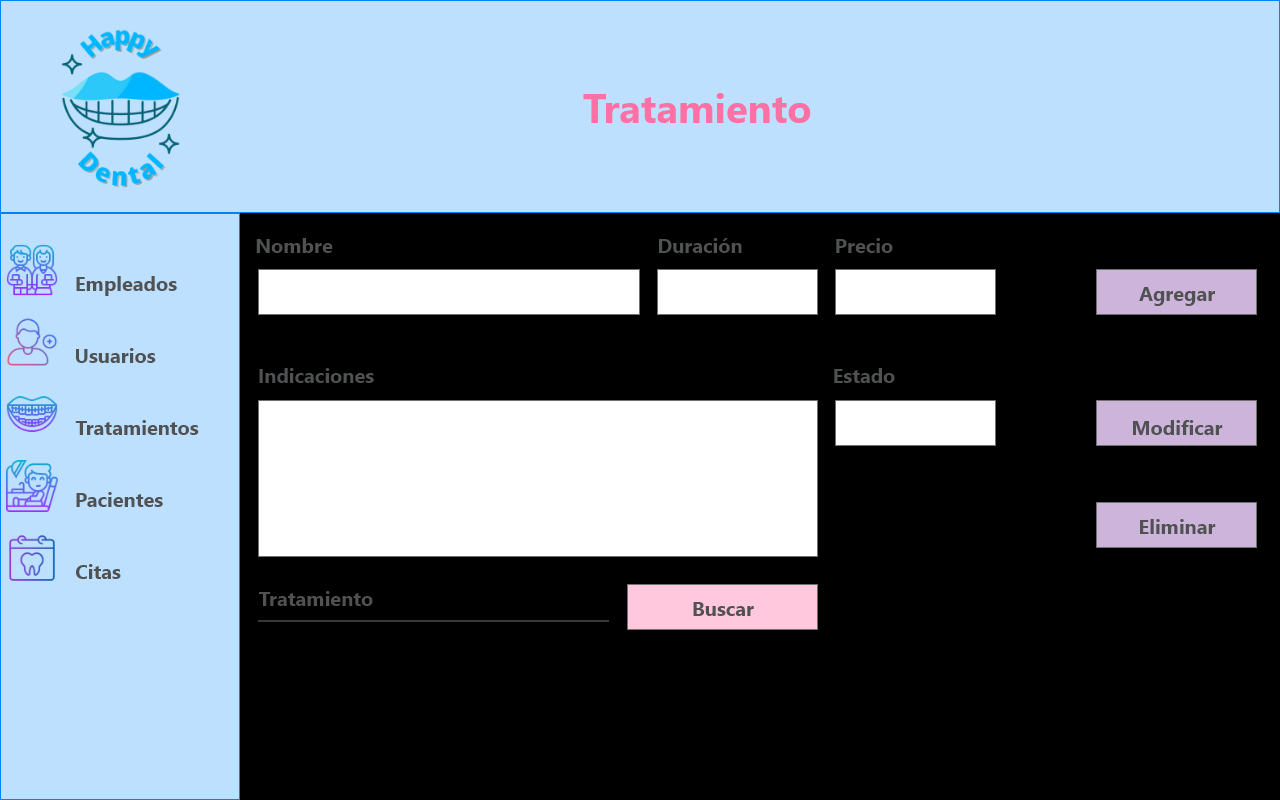 Happy
Dental
Tratamiento
Empleados
Usuarios
Tratamientos
Pacientes
Citas
Nombre
Duración
Precio
Agregar
Indicaciones
Estado
Modificar
Eliminar
Tratamiento
Buscar